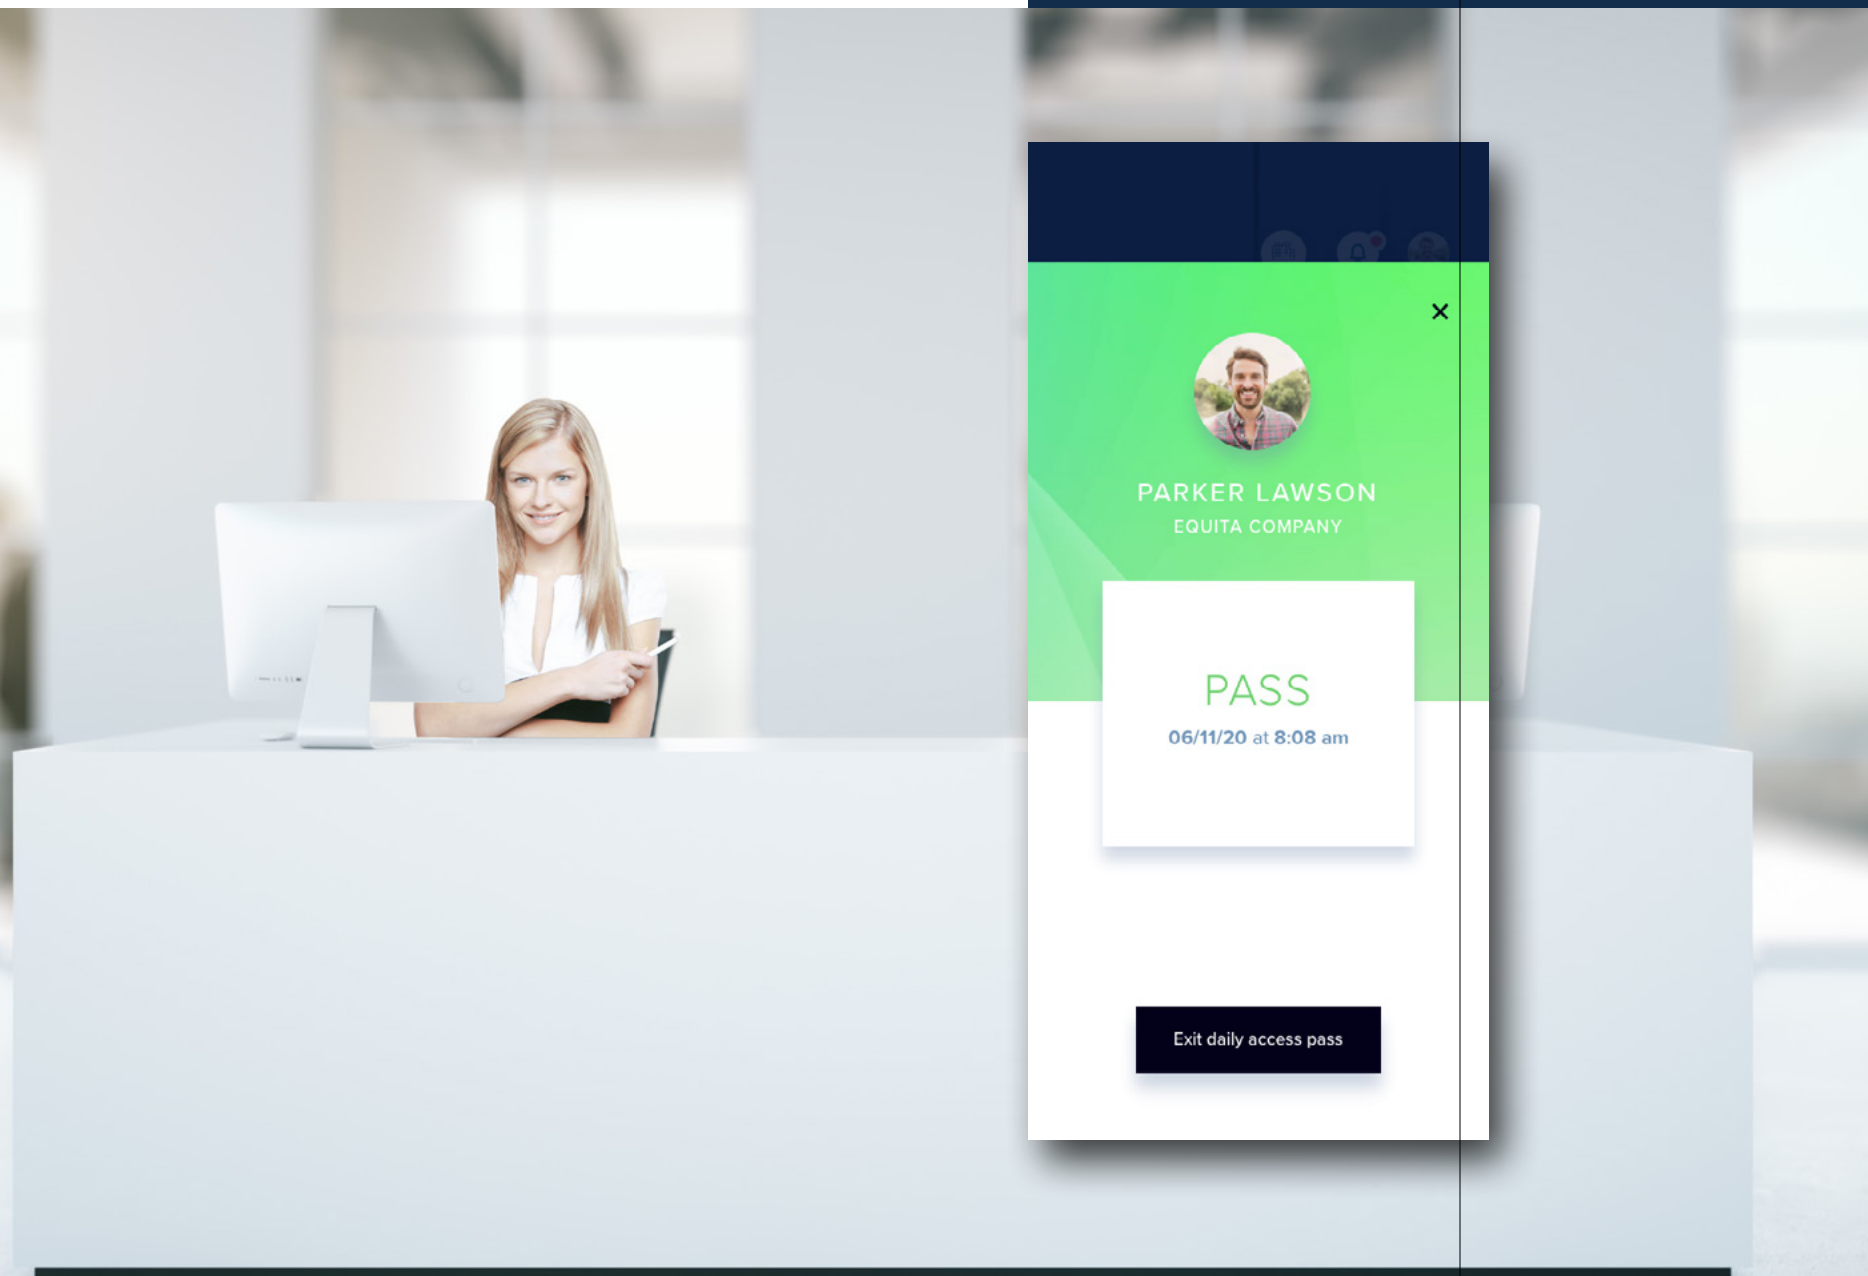 PARKER LAWSON
EQUITA COMPANY
PASS
06/11/20 at 8:08 am
Exit daily access pass